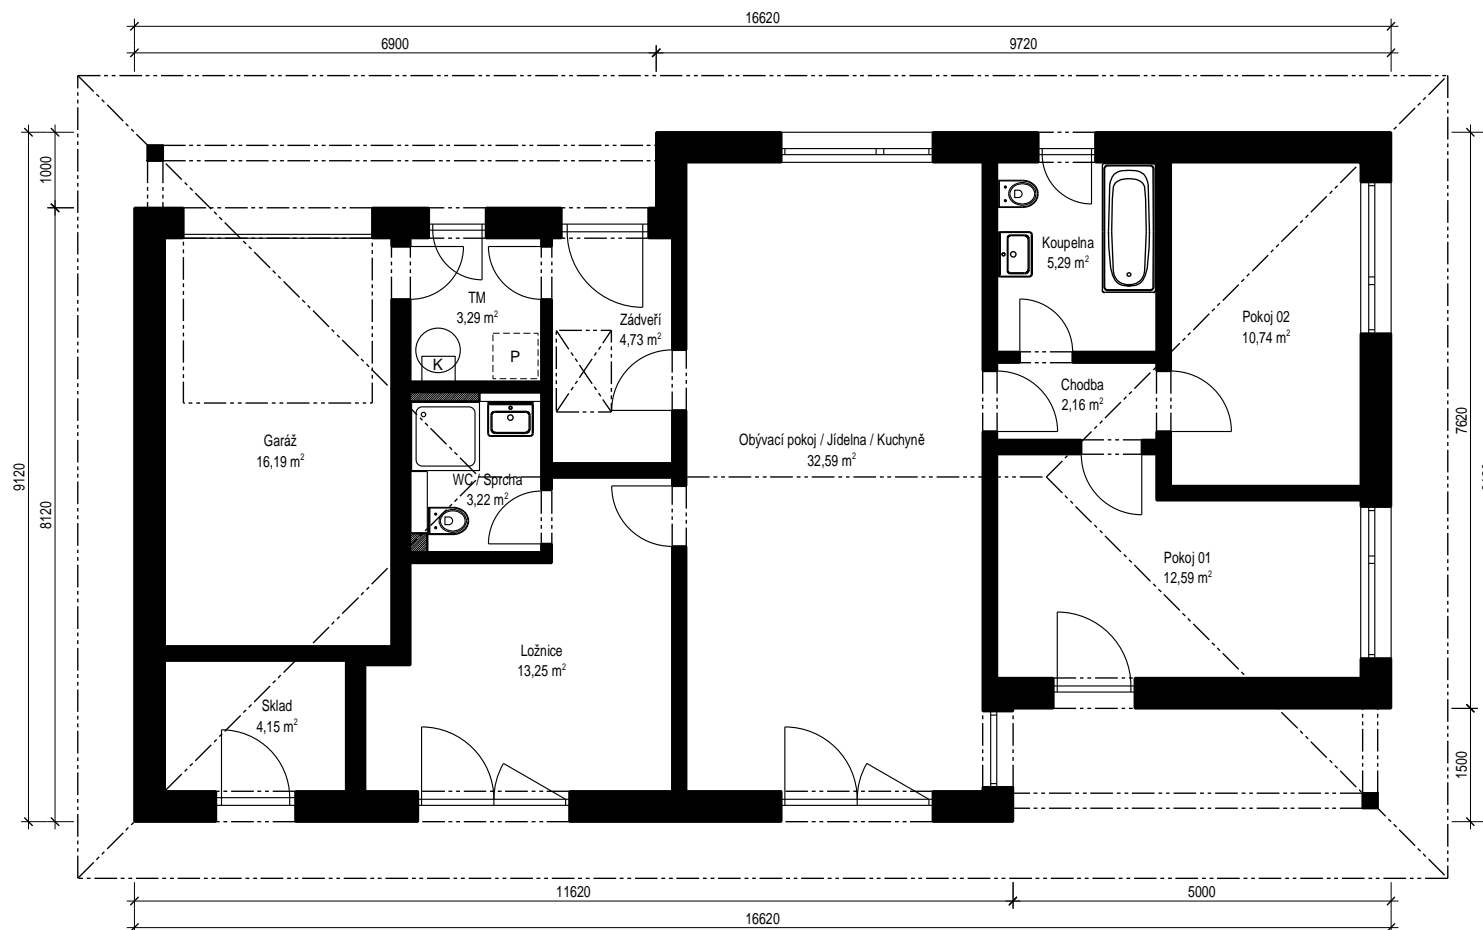 16620
6900
9720
1000
8120
9120
TM
3,29 m²
K
P
Zádveří
4,73 m²
D
Koupelna
5,29 m²
Pokoj 02
10,74 m²
Chodba
2,16 m²
Garáž
16,19 m²
Obývací pokoj / Jídelna / Kuchyně
32,59 m²
WC / Sprcha
3,22 m²
D
Pokoj 01
12,59 m²
Ložnice
13,25 m²
Sklad
4,15 m²
7620
1500
11620
5000
16620